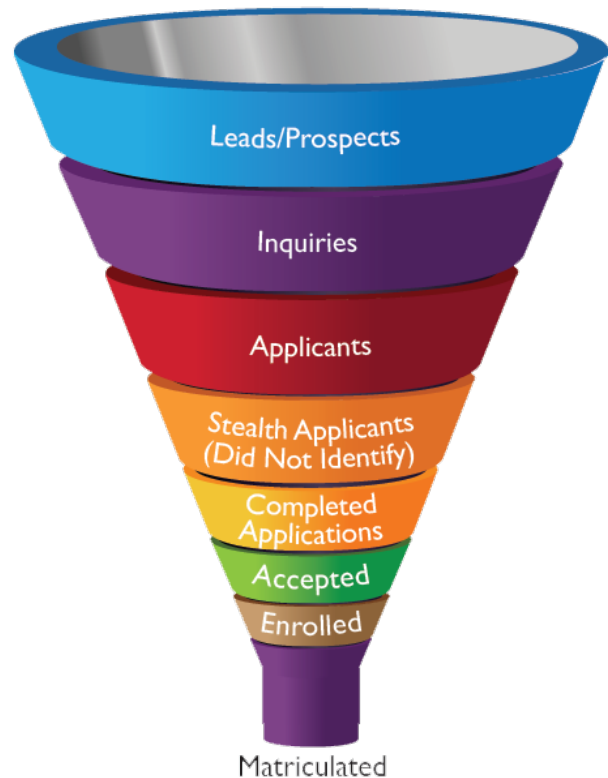 Leads/Prospects
Inquiries
Applicants
Stealth Applicants
(Did Not Identify)
Completed
Applications
Accepted
Enrolled
Matriculated